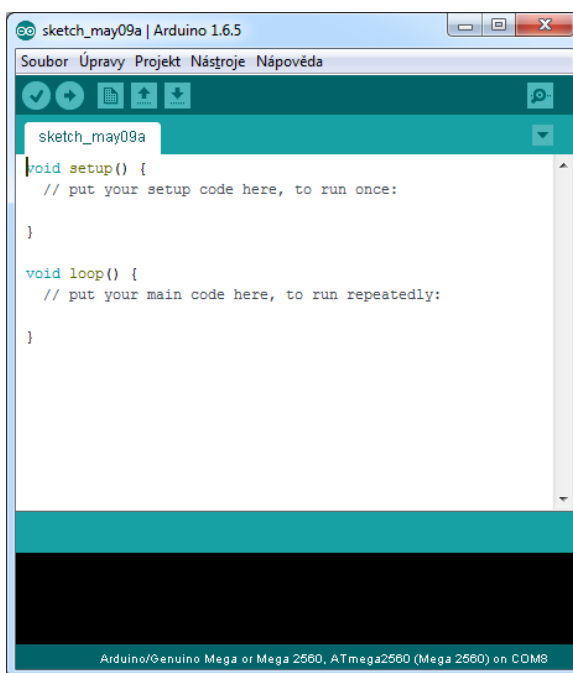 sketch_may09a | Arduino 1.6.5
Soubor Úpravy Projekt Nástroje Nápověda
sketch_may09a
void setup() {
  // put your setup code here, to run once:
}
void loop() {
  // put your main code here, to run repeatedly:
}
Arduino/Genuino Mega or Mega 2560, ATmega2560 (Mega 2560) on COM8